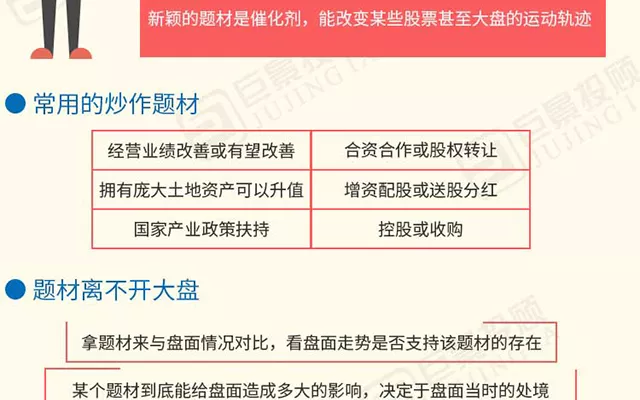 新颖的题材是催化剂，能改变某些股票甚至大盘的运动轨迹
常用的炒作题材
经营业绩改善或有望改善
合资合作或股权转让
拥有庞大土地资产可以升值
增资配股或送股分红
国家产业政策扶持
控股或收购
题材离不开大盘
拿题材来与盘面情况对比，看盘面走势是否支持该题材的存在
某个题材到底能给盘面造成多大的影响，决定于盘面当时的处境
巨景投顾
JUJING